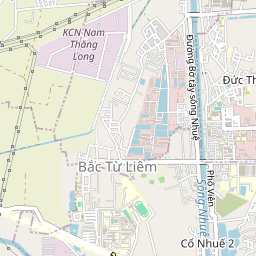 KCN Nam
Thăng
Long
Đường Bờ tây sông Nhuệ
Đức Th
Bắc Từ Liêm
Phố Viên
Sông Nhuệ
Cổ Nhuế 2